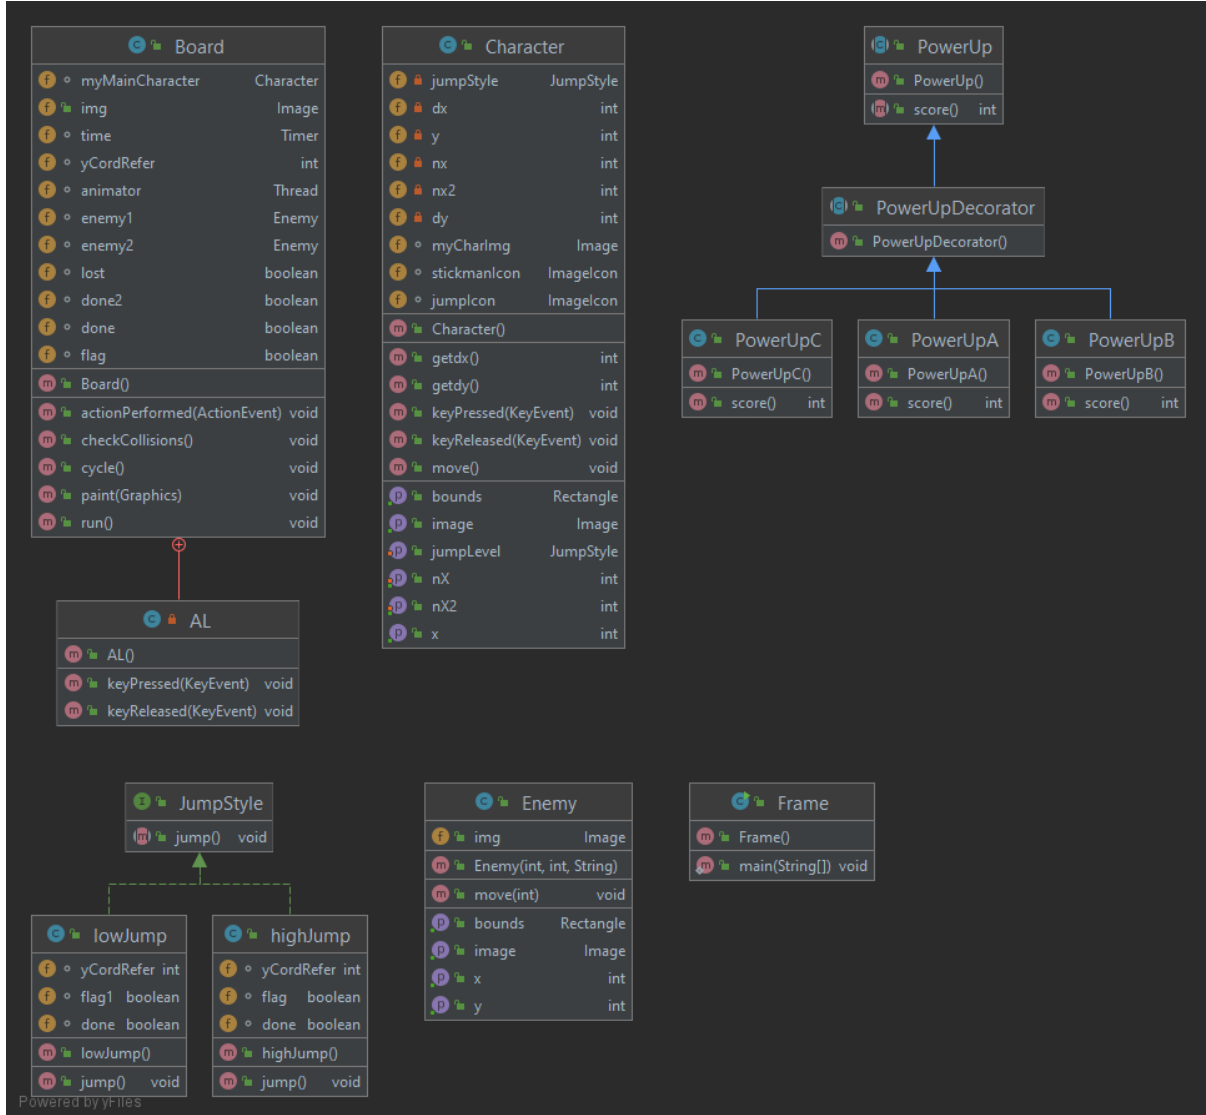 Board
myMainCharacter Character
img Image
time Timer
yCordRefer int
animator Thread
enemy1 Enemy
enemy2 Enemy
lost boolean
done2 boolean
done boolean
flag boolean
Board()
actionPerformed(ActionEvent) void
checkCollisions() void
cycle() void
paint(Graphics) void
run() void
AL
AL()
keyPressed(KeyEvent) void
keyReleased(KeyEvent) void
Character
jumpStyle JumpStyle
dx int
y int
nx int
nx2 int
dy int
myCharImg Image
stickmanIcon ImageIcon
jumpIcon ImageIcon
Character()
getdx() int
getdy() int
keyPressed(KeyEvent) void
keyReleased(KeyEvent) void
move() void
bounds Rectangle
image Image
jumpLevel JumpStyle
nX int
nX2 int
x int
PowerUp
PowerUp()
score() int
PowerUpDecorator
PowerUpDecorator()
PowerUpC
PowerUpC()
score() int
PowerUpA
PowerUpA()
score() int
PowerUpB
PowerUpB()
score() int
JumpStyle
jump() void
lowJump
yCordRefer int
flag1 boolean
done boolean
lowJump()
jump() void
highJump
yCordRefer int
flag boolean
done boolean
highJump()
jump() void
Enemy
img Image
Enemy(int, int, String)
move(int) void
bounds Rectangle
image Image
x int
y int
Frame
Frame()
main(String[]) void
Powered by yFiles